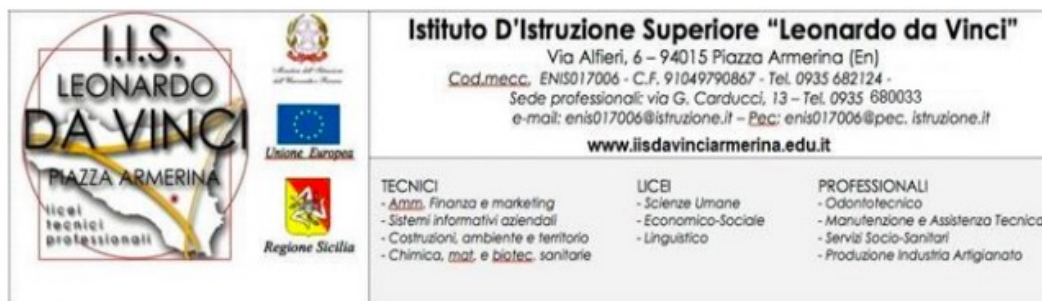 I.I.S.
LEONARDO
DA VINCI
PIAZZA ARMERINA
licei
tecnici
professionali
Unione Europea
Regione Sicilia
Istituto D'Istruzione Superiore "Leonardo da Vinci"
Via Alfieri, 6 – 94015 Piazza Armerina (En)
Cod.mecc. ENIS017006 - C.F. 91049790867 - Tel. 0935 682124 -
Sede professionali: via G. Carducci, 13 – Tel. 0935 680033
e-mail: enis017006@istruzione.it – Pec: enis017006@pec. istruzione.it
www.iisdavinciarmerina.edu.it
TECNICI
- Amm. Finanza e marketing
- Sistemi informativi aziendali
- Costruzioni, ambiente e territorio
- Chimica, mat. e biotec. sanitarie
LICEI
- Scienze Umane
- Economico-Sociale
- Linguistico
PROFESSIONALI
- Odontotecnico
- Manutenzione e Assistenza Tecnica
- Servizi Socio-Sanitari
- Produzione Industria Artigianato